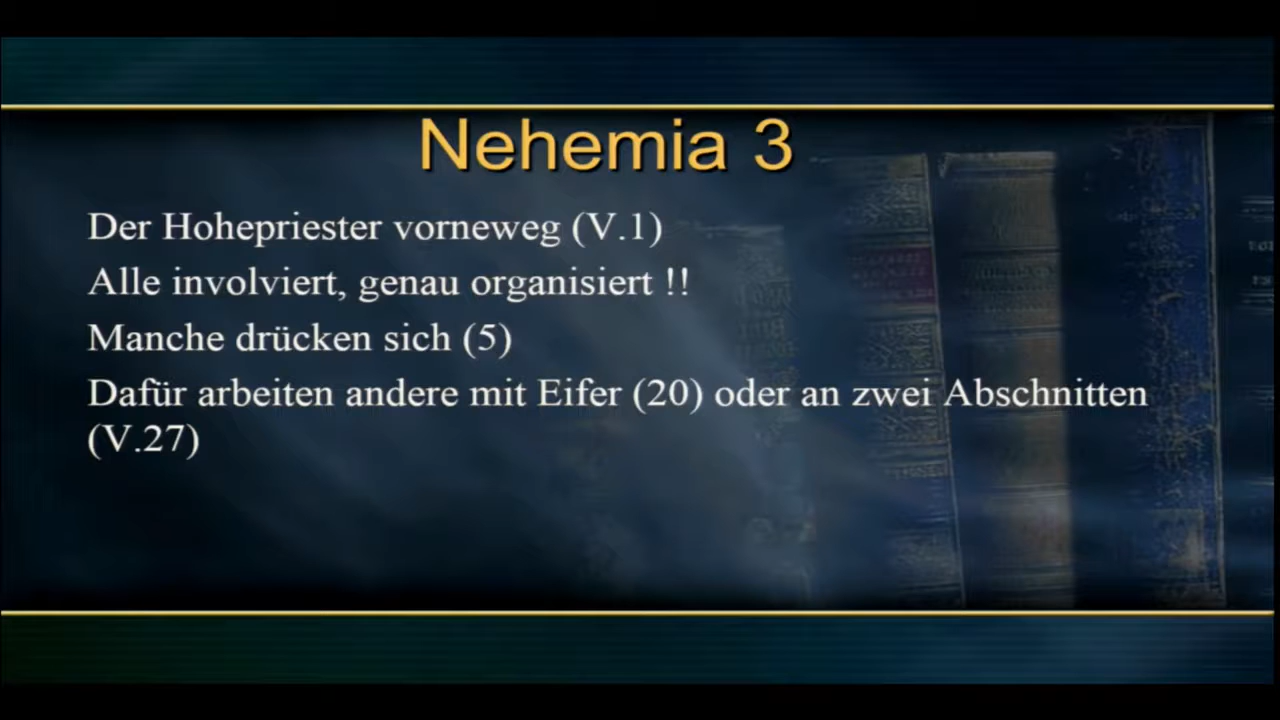 Nehemia 3
Der Hohepriester vorneweg (V.1)
Alle involviert, genau organisiert !!
Manche drücken sich (5)
Dafür arbeiten andere mit Eifer (20) oder an zwei Abschnitten
(V.27)